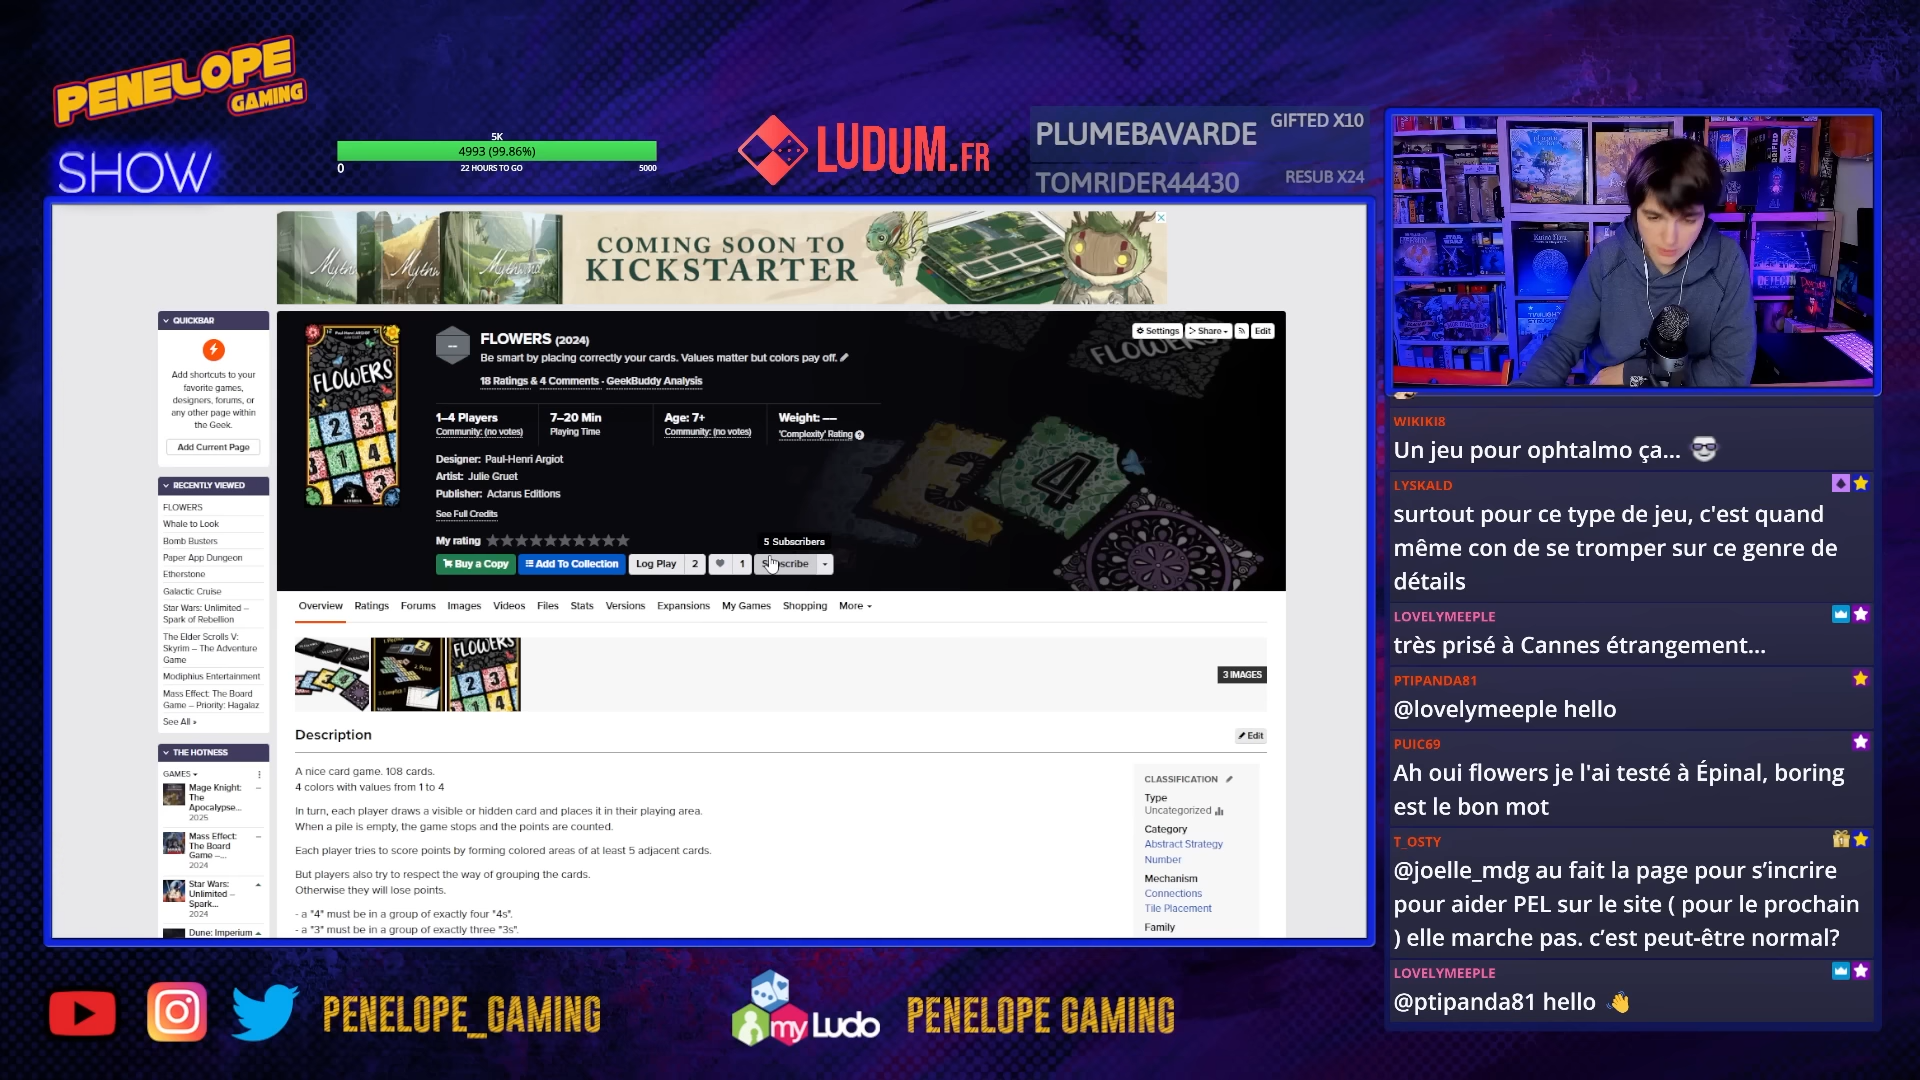 PENELOPE
GAMING
SHOW
5K
4993 (99.86%)
0
22 HOURS TO GO
5000
LUDUM.FR
PLUMEBAVARDE
GIFTED X10
TOMRIDER44430
RESUB X24
COMING SOON TO
KICKSTARTER
QUICKBAR
Add shortcuts to your
favorite games,
designers, forums, or
any other page within
the Geek.
Add Current Page
RECENTLY VIEWED
FLOWERS
Whale to Look
Bomb Busters
Paper App Dungeon
Etherstone
Galactic Cruise
Star Wars: Unlimited –
Spark of Rebellion
The Elder Scrolls V:
Skyrim – The Adventure
Game
Modiphius Entertainment
Mass Effect: The Board
Game – Priority: Hagalaz
See All »
THE HOTNESS
GAMES
Mage Knight:
The
Apocalypse...
2025
Mass Effect:
The Board
Game –...
2024
Star Wars:
Unlimited –
Spark...
2024
Dune: Imperium
FLOWERS
2 3
1 4
3
FLOWERS (2024)
Be smart by placing correctly your cards. Values matter but colors pay off.
18 Ratings & 4 Comments · GeekBuddy Analysis
Settings
Share
Edit
1–4 Players
Community: (no votes)
7–20 Min
Playing Time
Age: 7+
Community: (no votes)
Weight: ––
'Complexity' Rating
Designer: Paul-Henri Argiot
Artist: Julie Gruet
Publisher: Actarus Editions
See Full Credits
My rating
5 Subscribers
Buy a Copy
Add To Collection
Log Play 2
1
Overview Ratings Forums Images Videos Files Stats Versions Expansions My Games Shopping More
FLOWERS
3 IMAGES
Description
Edit
A nice card game. 108 cards.
4 colors with values from 1 to 4
In turn, each player draws a visible or hidden card and places it in their playing area.
When a pile is empty, the game stops and the points are counted.
Each player tries to score points by forming colored areas of at least 5 adjacent cards.
But players also try to respect the way of grouping the cards.
Otherwise they will lose points.
- a "4" must be in a group of exactly four "4s".
- a "3" must be in a group of exactly three "3s".
CLASSIFICATION
Type
Uncategorized
Category
Abstract Strategy
Number
Mechanism
Connections
Tile Placement
Family
WIKIKI8
Un jeu pour ophtalmo ça...
LYSKALD
surtout pour ce type de jeu, c'est quand
même con de se tromper sur ce genre de
détails
LOVELYMEEPLE
très prisé à Cannes étrangement...
PTIPANDA81
@lovelymeeple hello
PUIC69
Ah oui flowers je l'ai testé à Épinal, boring
est le bon mot
T_OSTY
@joelle_mdg au fait la page pour s’incrire
pour aider PEL sur le site ( pour le prochain
) elle marche pas. c’est peut-être normal?
LOVELYMEEPLE
@ptipanda81 hello
PENELOPE_GAMING
my Ludo
PENELOPE GAMING